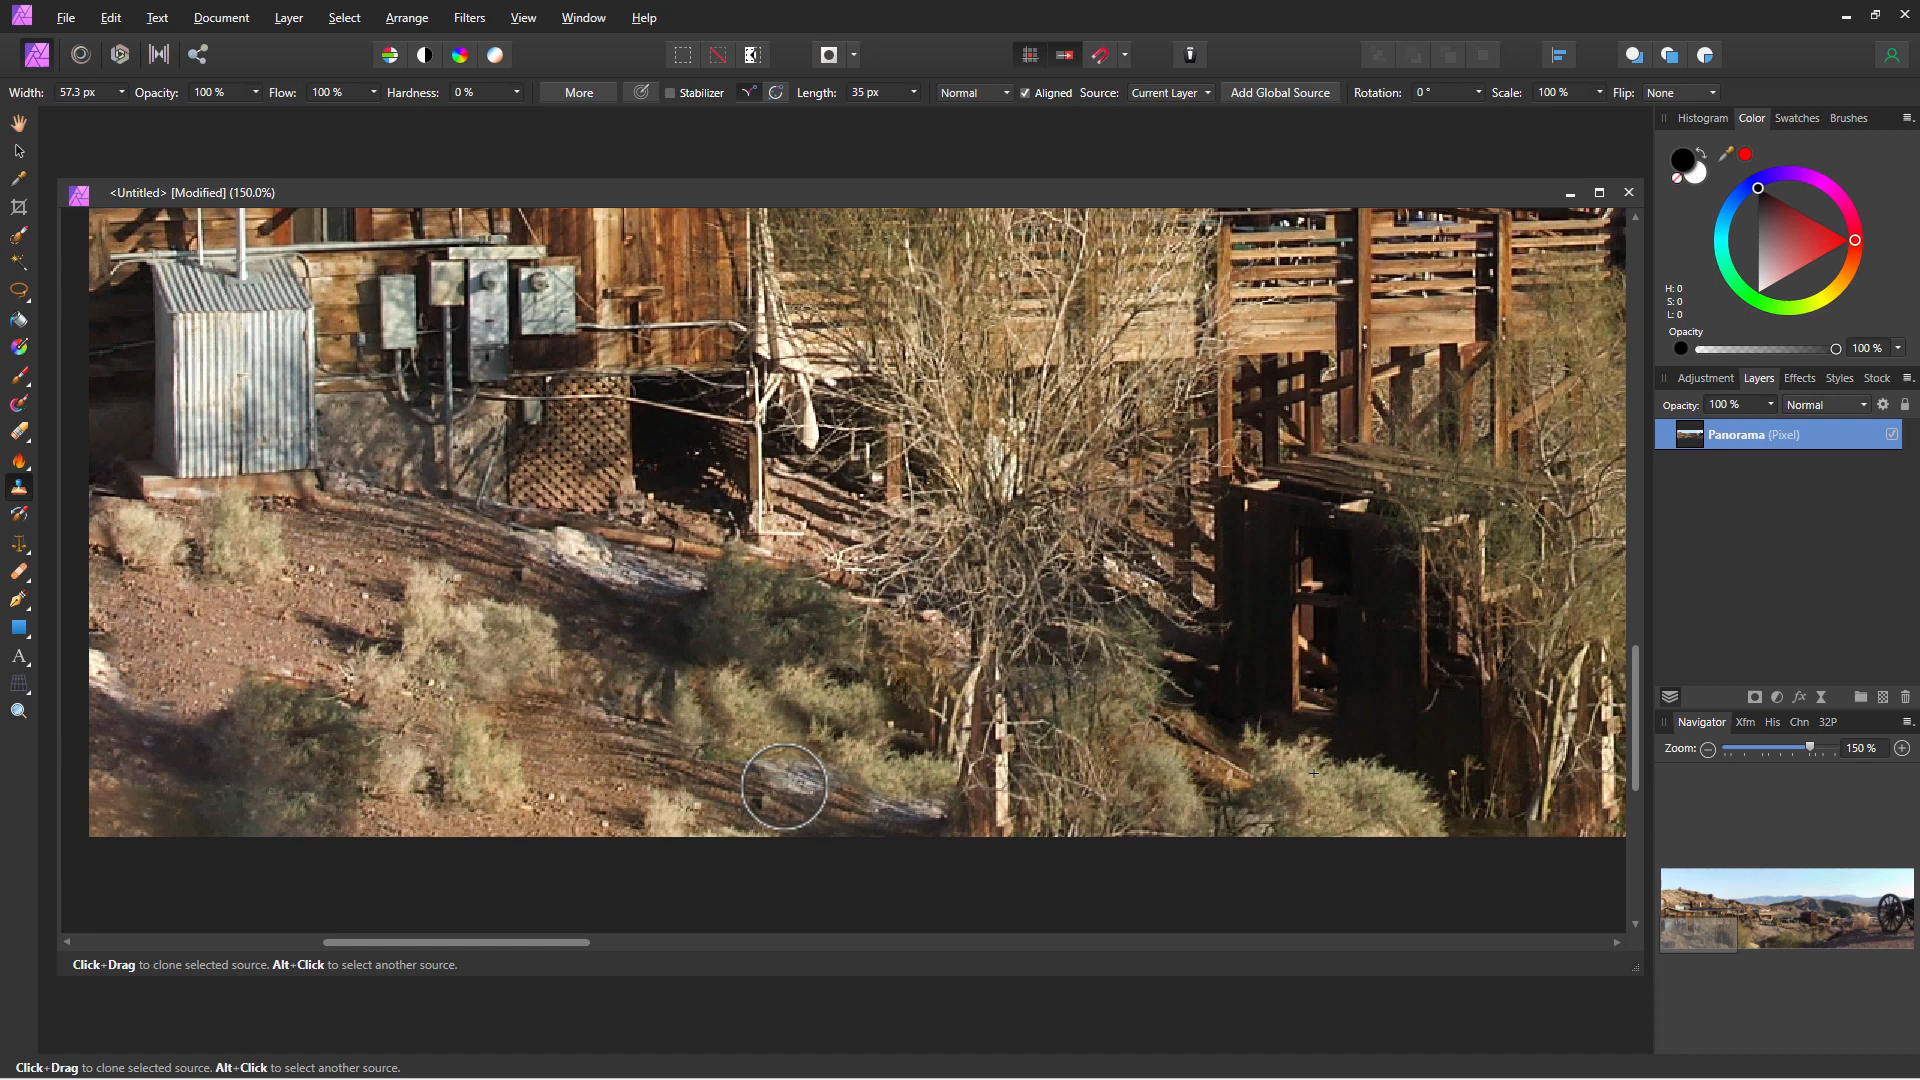 File Edit Text Document Layer Select Arrange Filters View Window Help
Width: 57.3 px Opacity: 100 % Flow: 100 % Hardness: 0 % More Stabilizer Length: 35 px Normal Aligned Source: Current Layer Add Global Source Rotation: 0 ° Scale: 100 % Flip: None
Histogram Color Swatches Brushes
<Untitled> [Modified] (150.0%)
H: 0
S: 0
L: 0
Opacity
100 %
Adjustment Layers Effects Styles Stock
Opacity: 100 % Normal
Panorama (Pixel)
fx
Navigator Xfm His Chn 32P
Zoom: 150 %
A
Click+Drag to clone selected source. Alt+Click to select another source.
Click+Drag to clone selected source. Alt+Click to select another source.